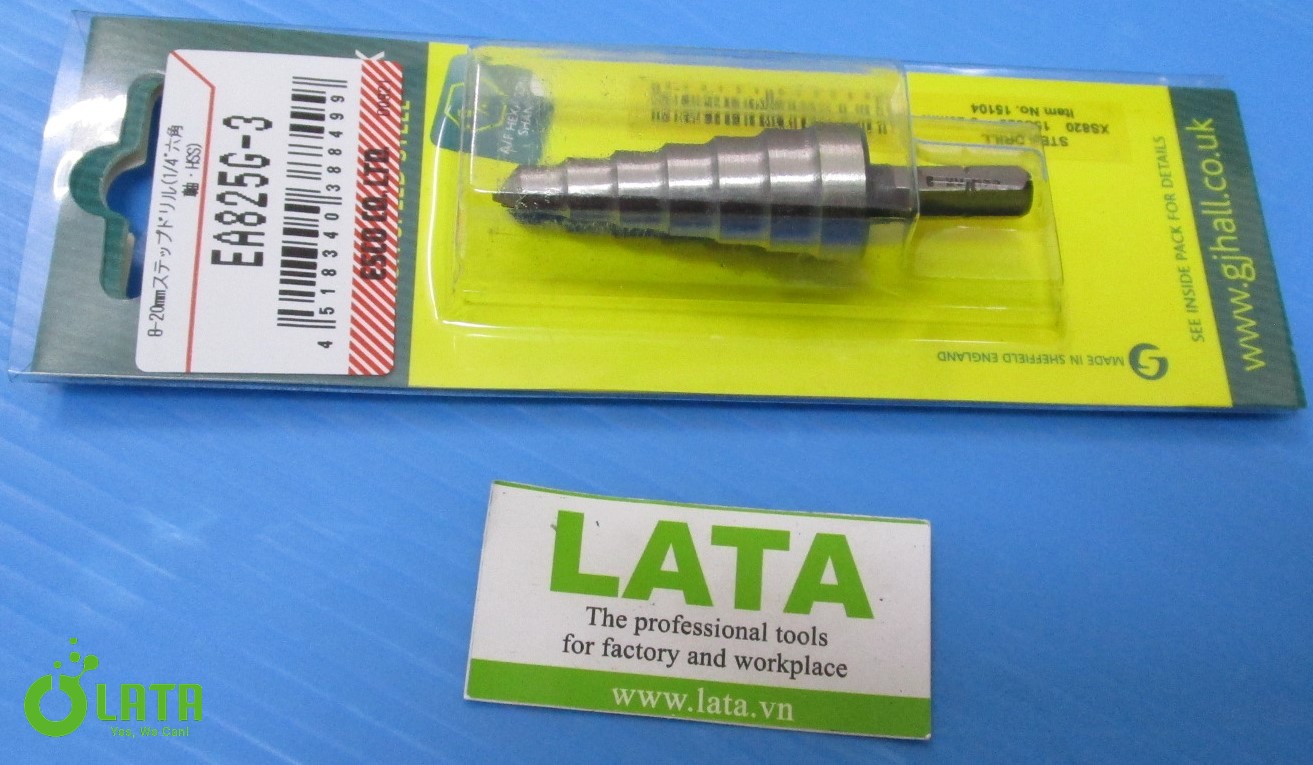 8-20mmステップドリル(1/4"六角
軸・HSS)
EA825G-3
4 518340 388499
ESCO CO.,LTD.
A/F HEX
SHANK
STEP DRILL
XS820
Item No. 15104
MADE IN SHEFFIELD ENGLAND
SEE INSIDE PACK FOR DETAILS
www.gjhall.co.uk
LATA
The professional tools
for factory and workplace
www.lata.vn
LATA
Yes, We Can!